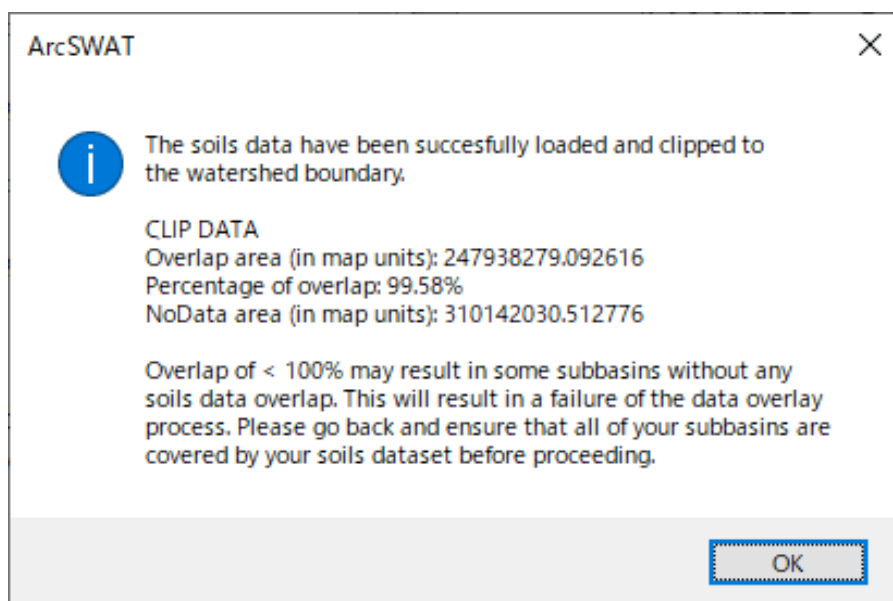 ArcSWAT
The soils data have been succesfully loaded and clipped to
the watershed boundary.
CLIP DATA
Overlap area (in map units): 247938279.092616
Percentage of overlap: 99.58%
NoData area (in map units): 310142030.512776
Overlap of < 100% may result in some subbasins without any
soils data overlap. This will result in a failure of the data overlay
process. Please go back and ensure that all of your subbasins are
covered by your soils dataset before proceeding.
OK